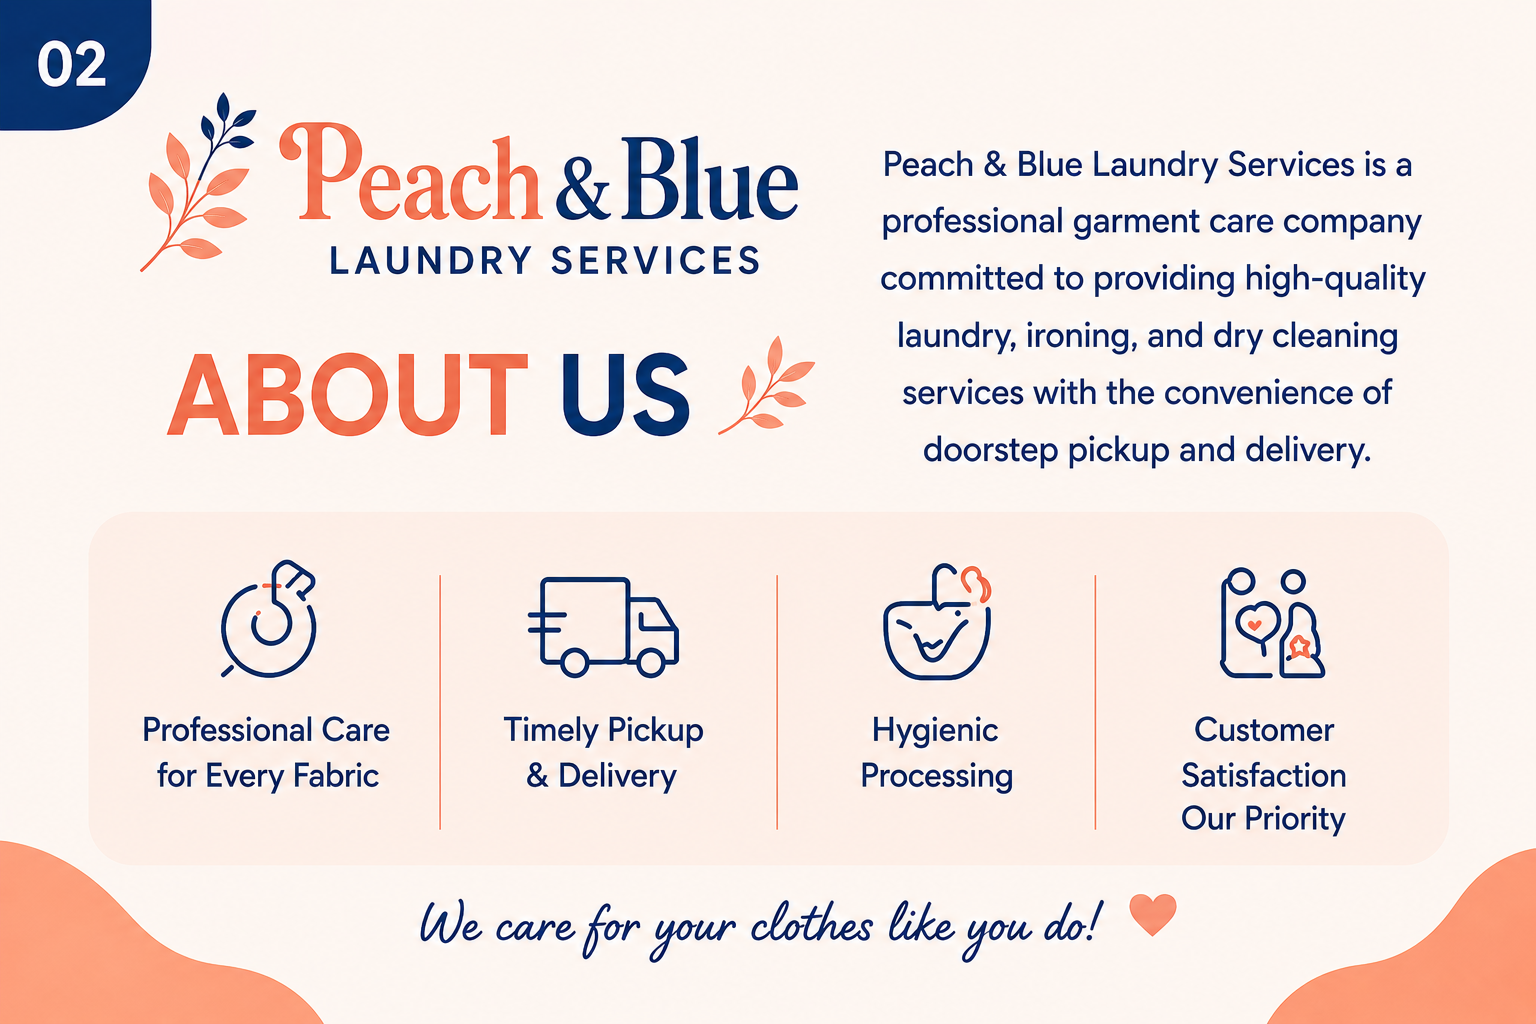 02
Peach & Blue
LAUNDRY SERVICES
ABOUT US
Peach & Blue Laundry Services is a
professional garment care company
committed to providing high-quality
laundry, ironing, and dry cleaning
services with the convenience of
doorstep pickup and delivery.
Professional Care
for Every Fabric
Timely Pickup
& Delivery
Hygienic
Processing
Customer
Satisfaction
Our Priority
We care for your clothes like you do!